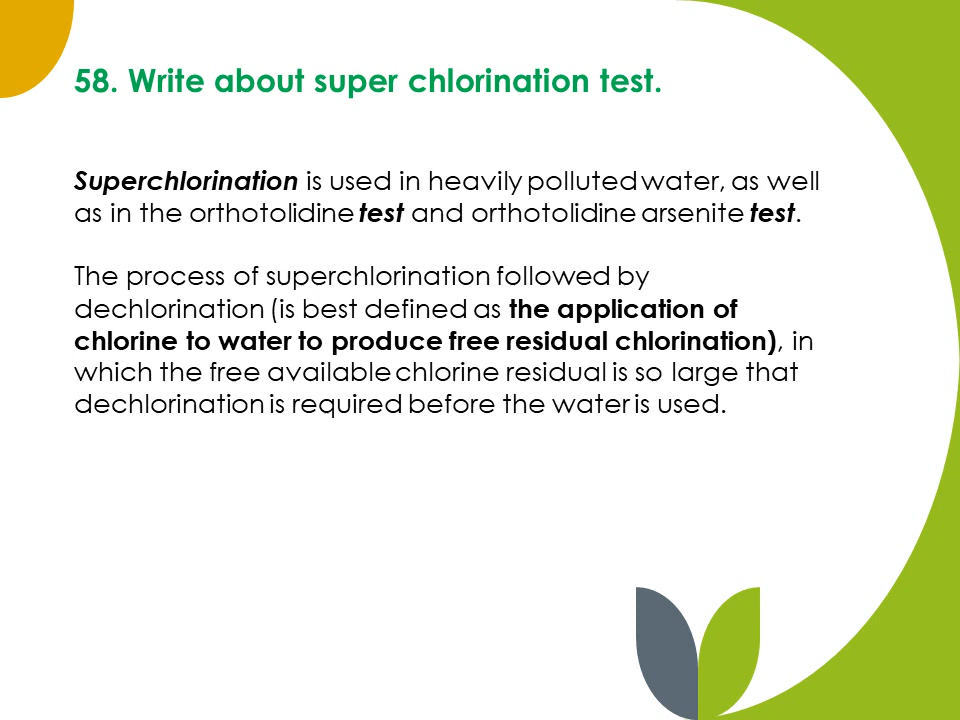 58. Write about super chlorination test.
Superchlorination is used in heavily polluted water, as well
as in the orthotolidine test and orthotolidine arsenite test.
The process of superchlorination followed by
dechlorination (is best defined as the application of
chlorine to water to produce free residual chlorination), in
which the free available chlorine residual is so large that
dechlorination is required before the water is used.